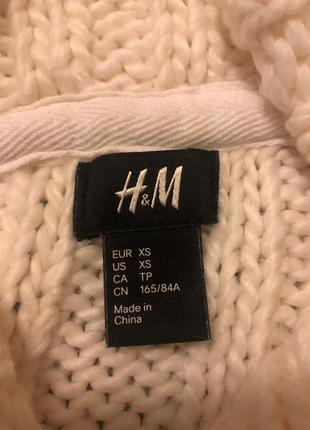 H&M
EUR XS
US XS
CA TP
CN 165/84A
Made in
China